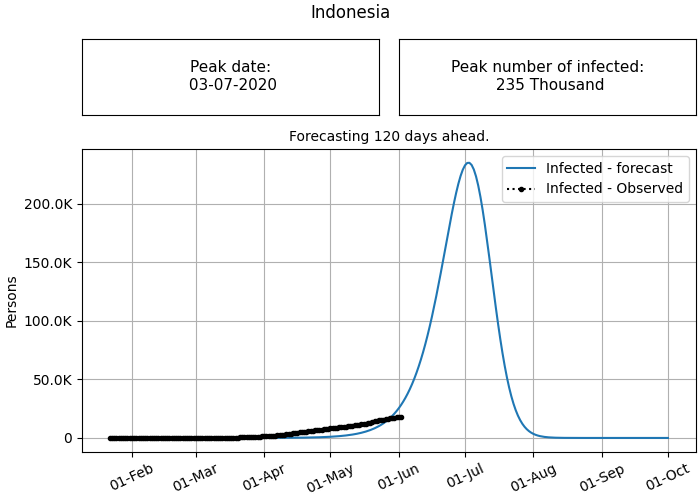 Indonesia
Peak date:
03-07-2020
Peak number of infected:
235 Thousand
Forecasting 120 days ahead.
Infected - forecast
Infected - Observed
Persons
200.0K
150.0K
100.0K
50.0K
0
01-Feb
01-Mar
01-Apr
01-May
01-Jun
01-Jul
01-Aug
01-Sep
01-Oct